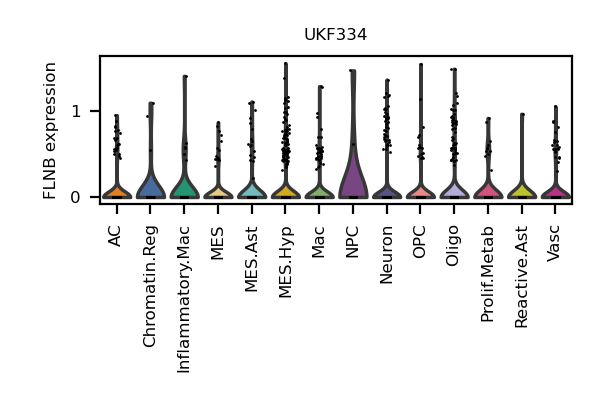 UKF334
FLNB expression
1
0
AC
Chromatin.Reg
Inflammatory.Mac
MES
MES.Ast
MES.Hyp
Mac
NPC
Neuron
OPC
Oligo
Prolif.Metab
Reactive.Ast
Vasc